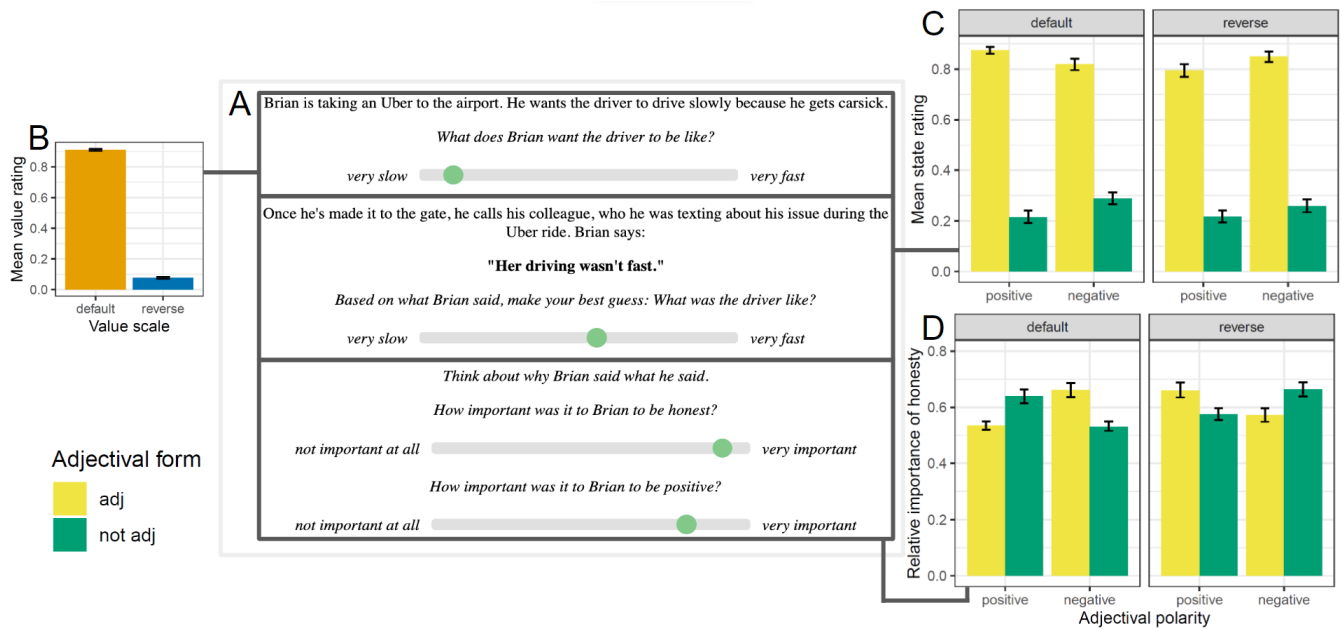 A
Brian is taking an Uber to the airport. He wants the driver to drive slowly because he gets carsick.
What does Brian want the driver to be like?
very slow
very fast
Once he's made it to the gate, he calls his colleague, who he was texting about his issue during the
Uber ride. Brian says:
"Her driving wasn't fast."
Based on what Brian said, make your best guess: What was the driver like?
very slow
very fast
Think about why Brian said what he said.
How important was it to Brian to be honest?
not important at all
very important
How important was it to Brian to be positive?
not important at all
very important
B
Mean value rating
0.8
0.6
0.4
0.2
0.0
default
reverse
Value scale
Adjectival form
adj
not adj
C
default
reverse
Mean state rating
0.8
0.6
0.4
0.2
0.0
positive
negative
positive
negative
D
default
reverse
Relative importance of honesty
0.8
0.6
0.4
0.2
0.0
positive
negative
positive
negative
Adjectival polarity